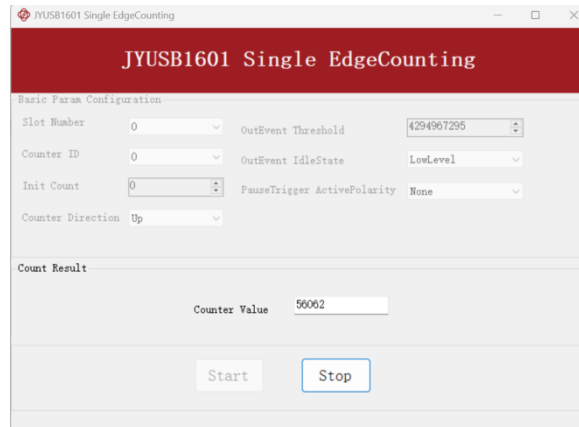 JYUSB1601 Single EdgeCounting
JYUSB1601 Single EdgeCounting
Basic Param Configuration
Slot Number 0 OutEvent Threshold 4294967295
Counter ID 0 OutEvent IdleState LowLevel
Init Count 0 PauseTrigger ActivePolarity None
Counter Direction Up
Count Result
Counter Value 56062
Start Stop